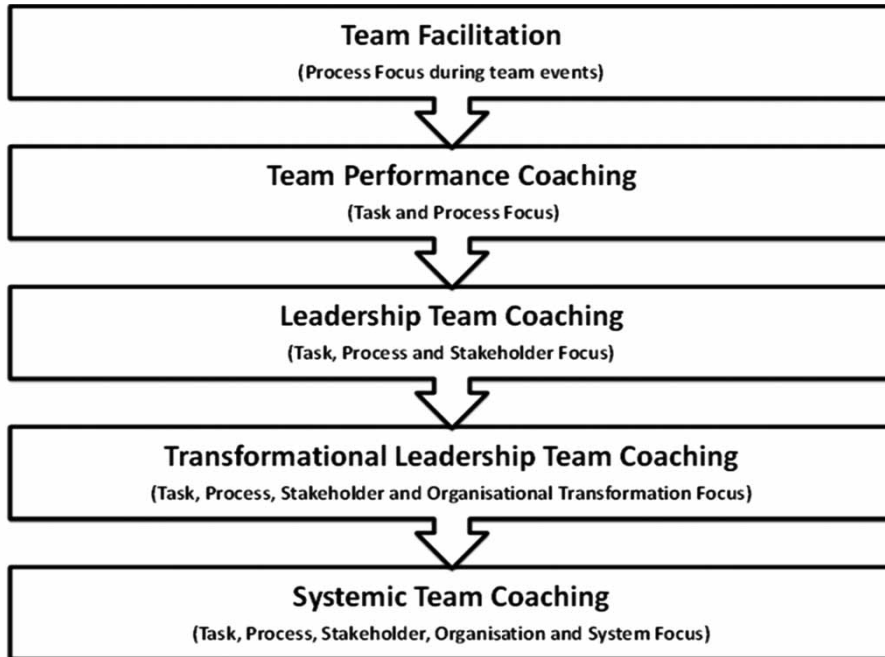 Team Facilitation
(Process Focus during team events)
Team Performance Coaching
(Task and Process Focus)
Leadership Team Coaching
(Task, Process and Stakeholder Focus)
Transformational Leadership Team Coaching
(Task, Process, Stakeholder and Organisational Transformation Focus)
Systemic Team Coaching
(Task, Process, Stakeholder, Organisation and System Focus)